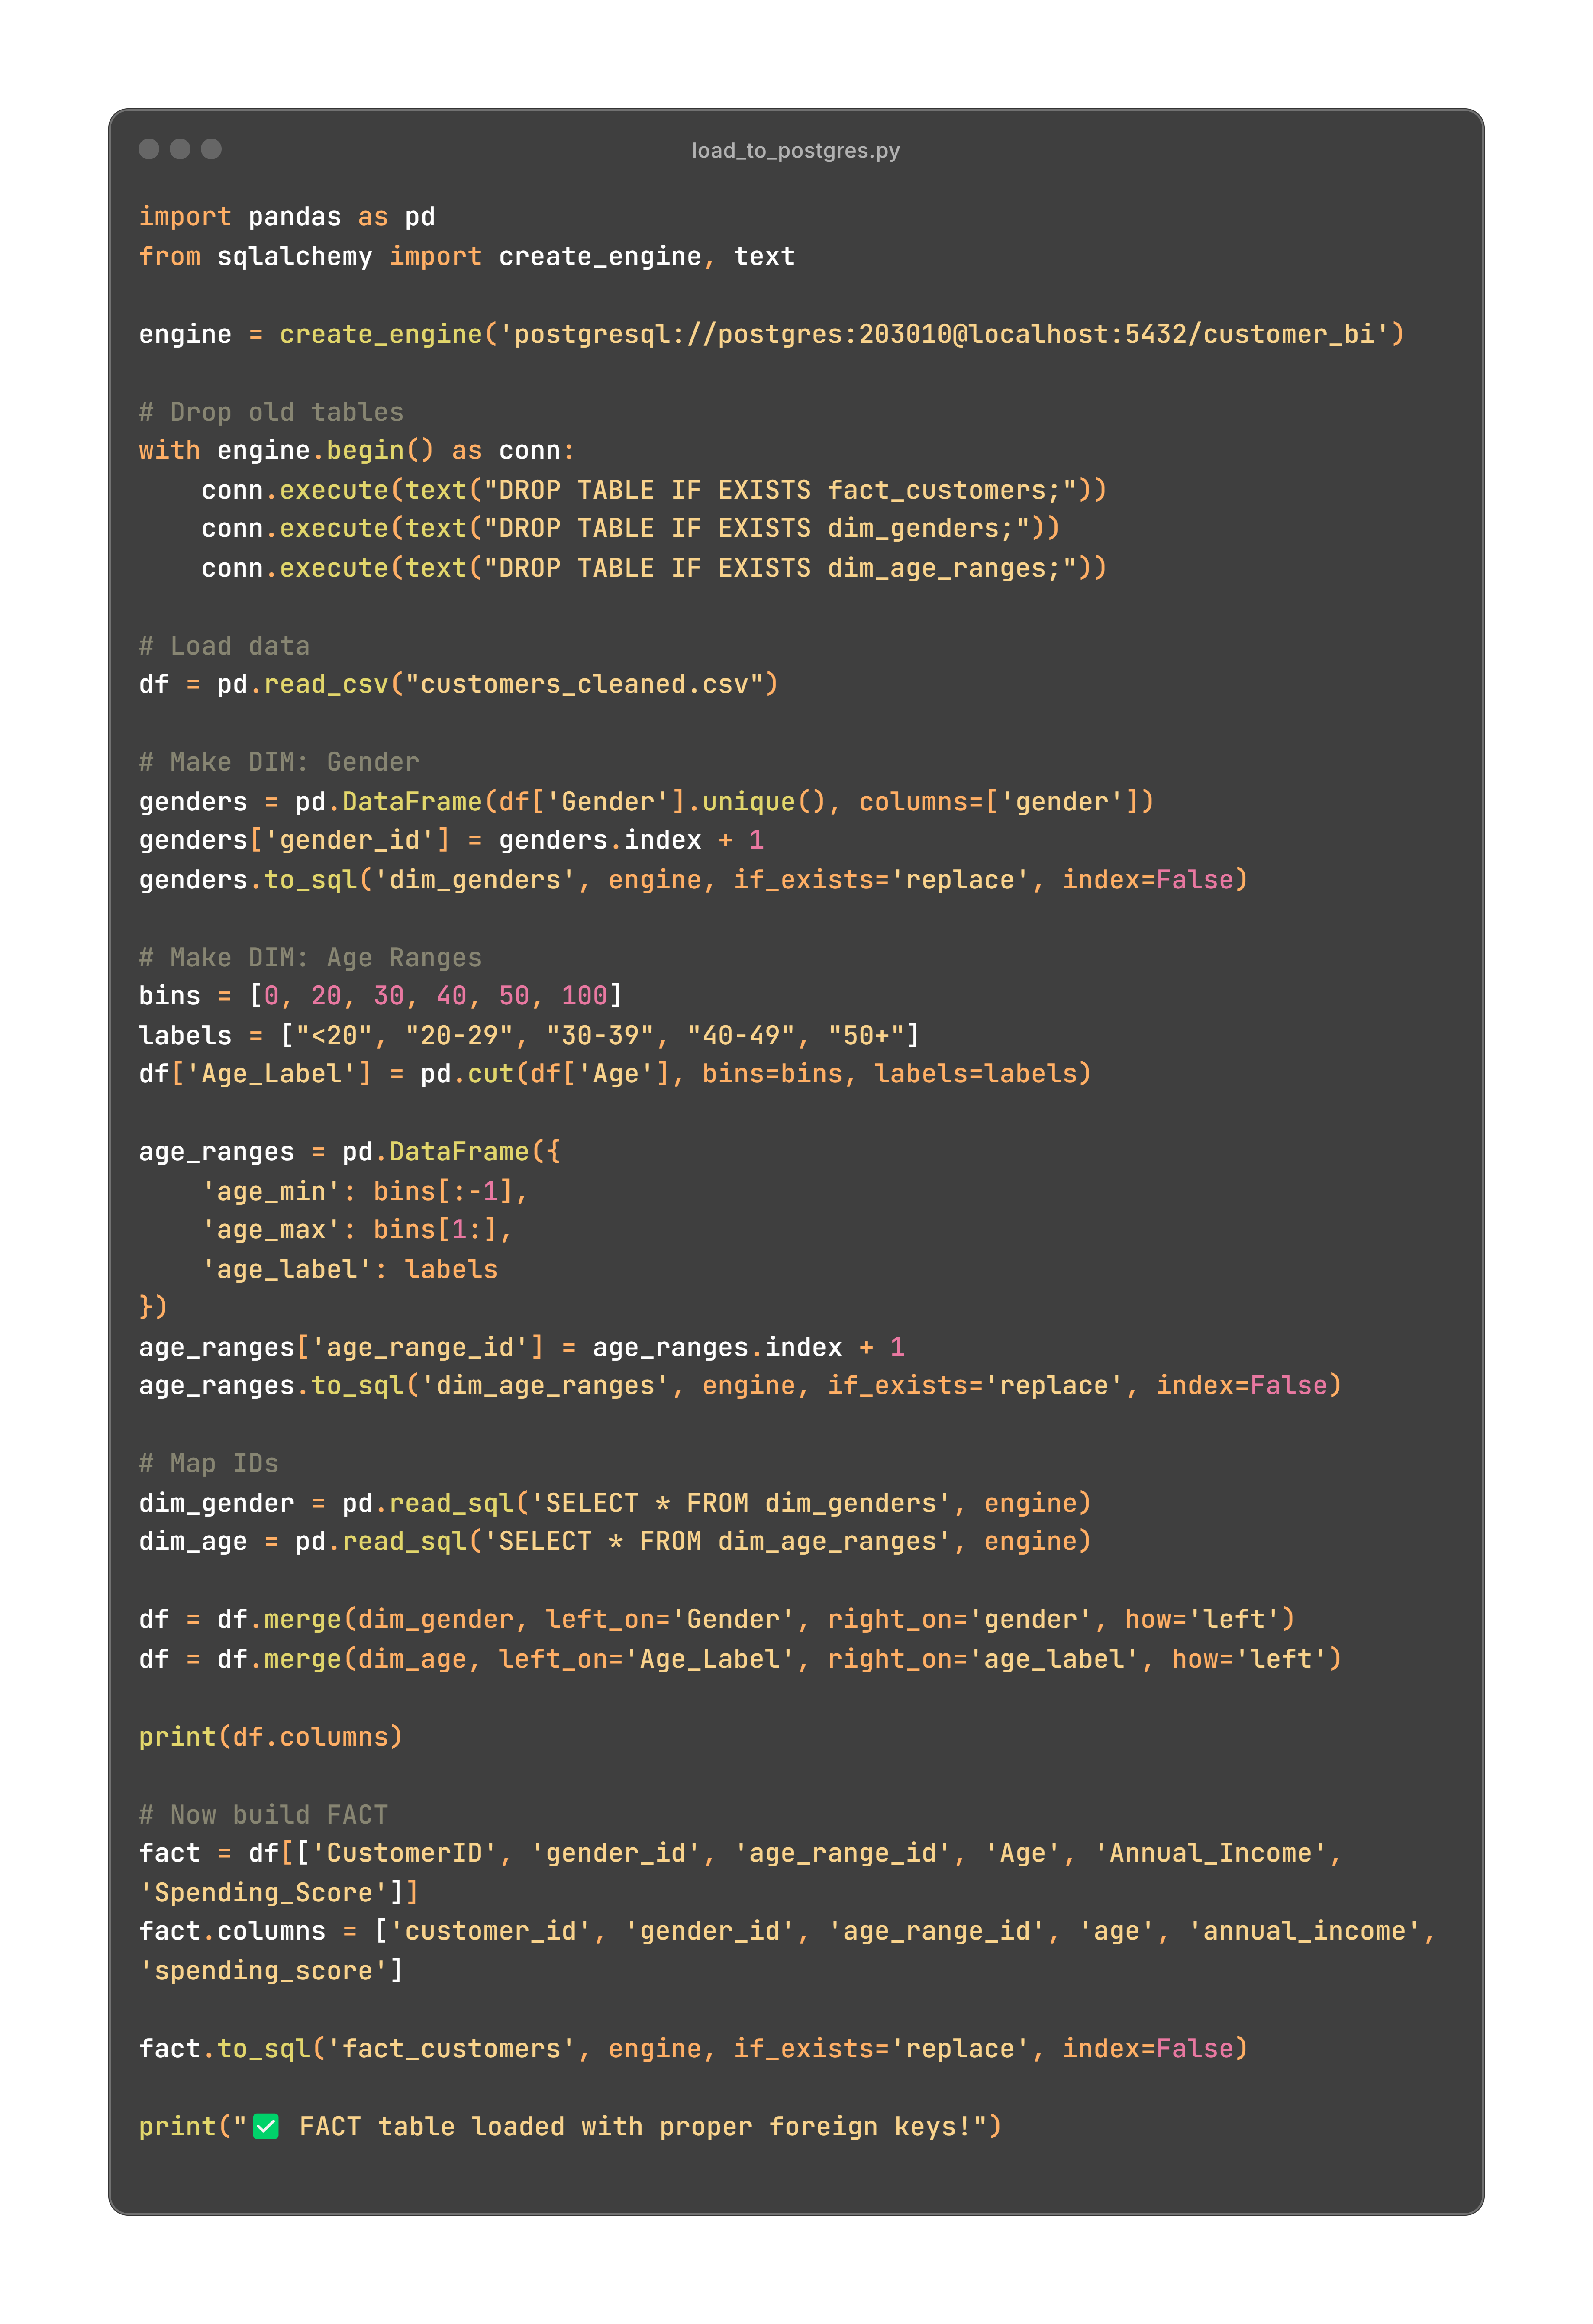 load_to_postgres.py
import pandas as pd
from sqlalchemy import create_engine, text
engine = create_engine('postgresql://postgres:203010@localhost:5432/customer_bi')
# Drop old tables
with engine.begin() as conn:
    conn.execute(text("DROP TABLE IF EXISTS fact_customers;"))
    conn.execute(text("DROP TABLE IF EXISTS dim_genders;"))
    conn.execute(text("DROP TABLE IF EXISTS dim_age_ranges;"))
# Load data
df = pd.read_csv("customers_cleaned.csv")
# Make DIM: Gender
genders = pd.DataFrame(df['Gender'].unique(), columns=['gender'])
genders['gender_id'] = genders.index + 1
genders.to_sql('dim_genders', engine, if_exists='replace', index=False)
# Make DIM: Age Ranges
bins = [0, 20, 30, 40, 50, 100]
labels = ["<20", "20-29", "30-39", "40-49", "50+"]
df['Age_Label'] = pd.cut(df['Age'], bins=bins, labels=labels)
age_ranges = pd.DataFrame({
    'age_min': bins[:-1],
    'age_max': bins[1:],
    'age_label': labels
})
age_ranges['age_range_id'] = age_ranges.index + 1
age_ranges.to_sql('dim_age_ranges', engine, if_exists='replace', index=False)
# Map IDs
dim_gender = pd.read_sql('SELECT * FROM dim_genders', engine)
dim_age = pd.read_sql('SELECT * FROM dim_age_ranges', engine)
df = df.merge(dim_gender, left_on='Gender', right_on='gender', how='left')
df = df.merge(dim_age, left_on='Age_Label', right_on='age_label', how='left')
print(df.columns)
# Now build FACT
fact = df[['CustomerID', 'gender_id', 'age_range_id', 'Age', 'Annual_Income',
'Spending_Score']]
fact.columns = ['customer_id', 'gender_id', 'age_range_id', 'age', 'annual_income',
'spending_score']
fact.to_sql('fact_customers', engine, if_exists='replace', index=False)
print("✅ FACT table loaded with proper foreign keys!")